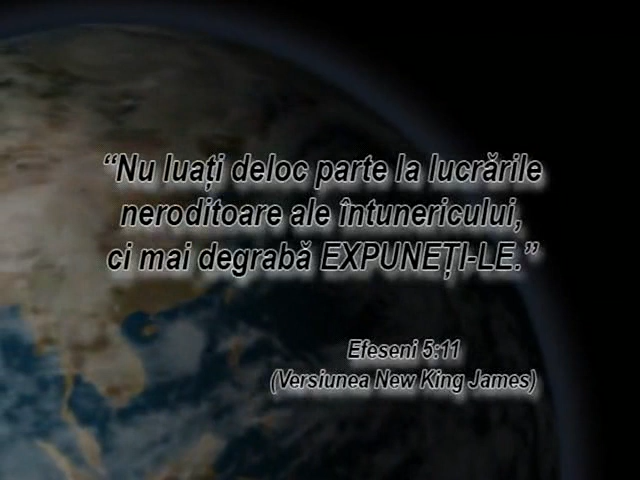 “Nu luați deloc parte la lucrările
neroditoare ale întunericului,
ci mai degrabă EXPUNEȚI-LE.”
Efeseni 5:11
(Versiunea New King James)